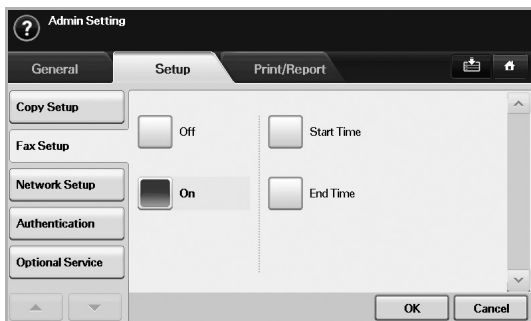 ? Admin Setting
General Setup Print/Report
Copy Setup
Fax Setup
Network Setup
Authentication
Optional Service
Off
On
Start Time
End Time
OK Cancel